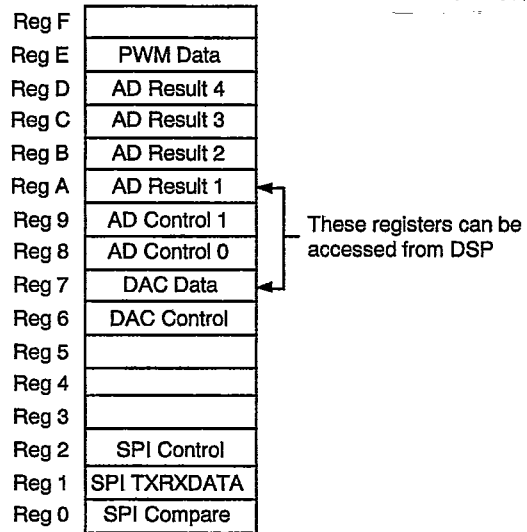 Reg F
Reg E PWM Data
Reg D AD Result 4
Reg C AD Result 3
Reg B AD Result 2
Reg A AD Result 1
Reg 9 AD Control 1
Reg 8 AD Control 0
Reg 7 DAC Data
Reg 6 DAC Control
Reg 5
Reg 4
Reg 3
Reg 2 SPI Control
Reg 1 SPI TXRXDATA
Reg 0 SPI Compare
These registers can be
accessed from DSP